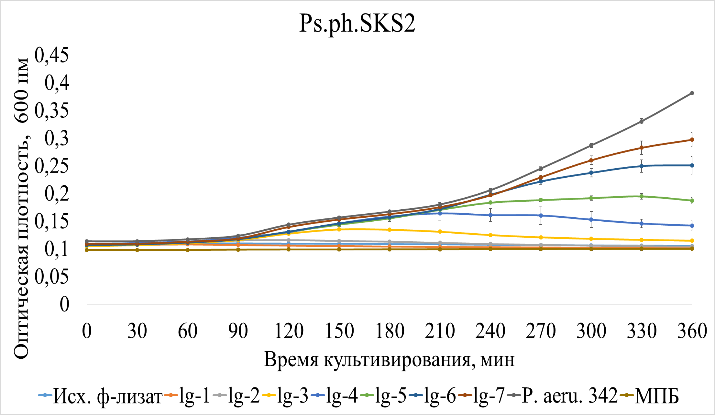 Ps.ph.SKS2
Оптическая плотность, 600 нм
0,45
0,4
0,35
0,3
0,25
0,2
0,15
0,1
0,05
0
0 30 60 90 120 150 180 210 240 270 300 330 360
Время культивирования, мин
Исх. ф-лизат lg-1 lg-2 lg-3 lg-4 lg-5 lg-6 lg-7 P. aeru. 342 МПБ